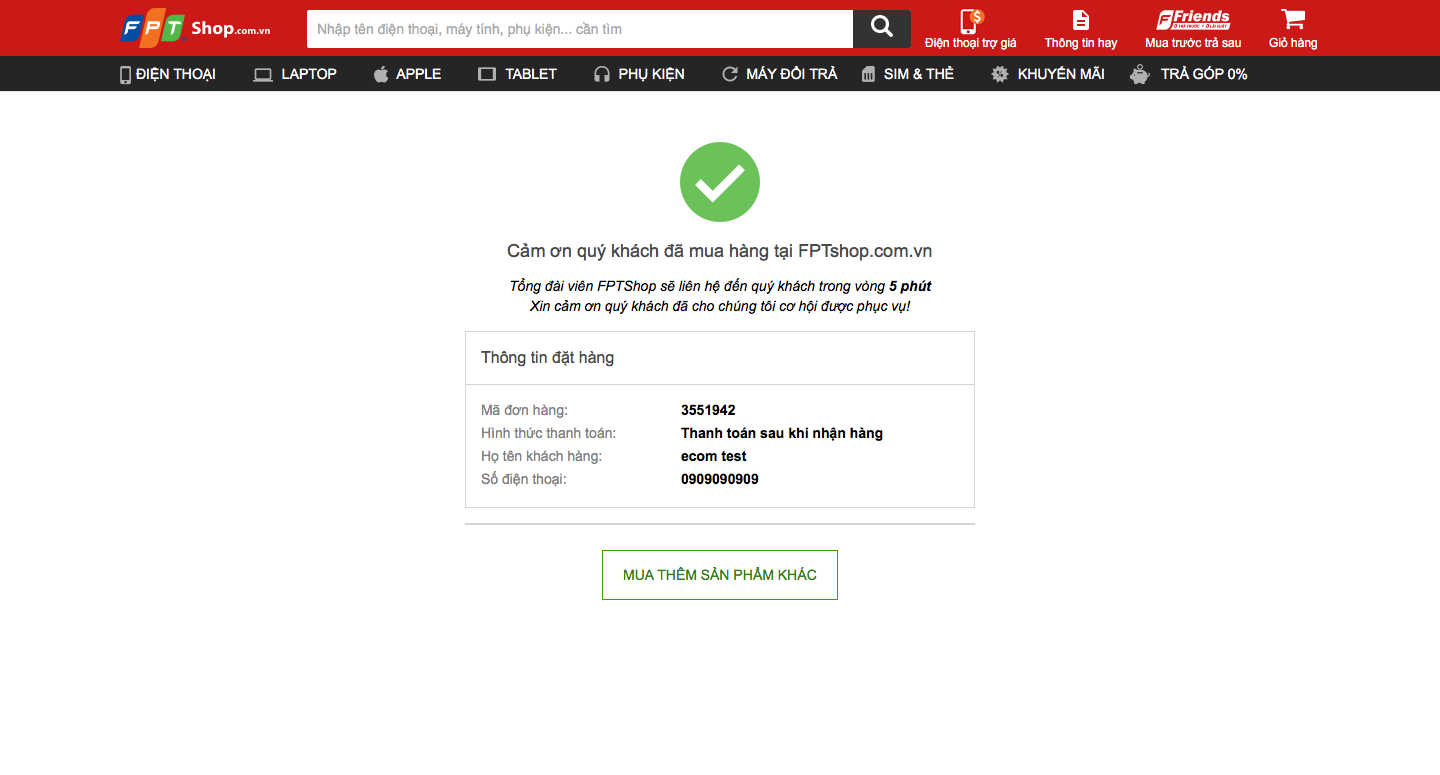 FPT Shop.com.vn
Nhập tên điện thoại, máy tính, phụ kiện... cần tìm
Điện thoại trợ giá
Thông tin hay
Friends
Mua trước trả sau
Giỏ hàng
ĐIỆN THOẠI
LAPTOP
APPLE
TABLET
PHỤ KIỆN
MÁY ĐỔI TRẢ
SIM & THẺ
KHUYẾN MÃI
TRẢ GÓP 0%
Cảm ơn quý khách đã mua hàng tại FPTshop.com.vn
Tổng đài viên FPTShop sẽ liên hệ đến quý khách trong vòng 5 phút
Xin cảm ơn quý khách đã cho chúng tôi cơ hội được phục vụ!
Thông tin đặt hàng
Mã đơn hàng: 3551942
Hình thức thanh toán: Thanh toán sau khi nhận hàng
Họ tên khách hàng: ecom test
Số điện thoại: 0909090909
MUA THÊM SẢN PHẨM KHÁC